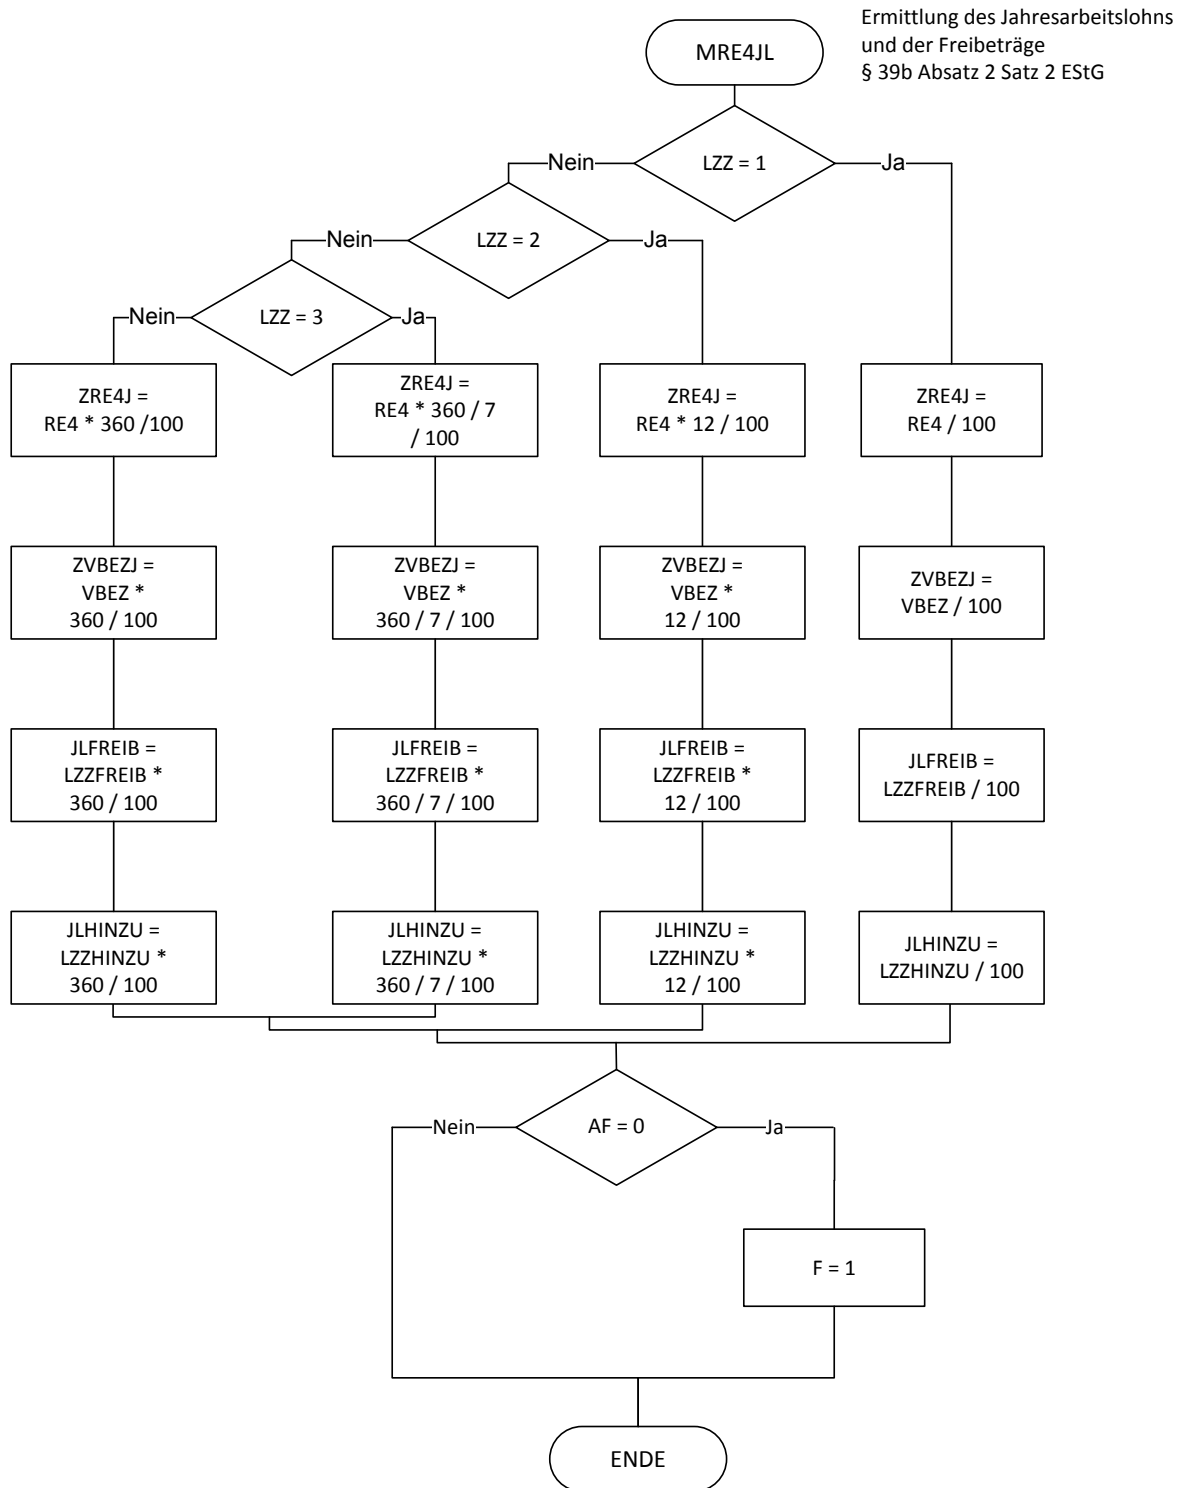 Ermittlung des Jahresarbeitslohns
und der Freibeträge
§ 39b Absatz 2 Satz 2 EStG
MRE4JL
LZZ = 1
Nein
Ja
LZZ = 2
Nein
Ja
LZZ = 3
Nein
Ja
ZRE4J =
RE4 * 360 /100
ZRE4J =
RE4 * 360 / 7
/ 100
ZRE4J =
RE4 * 12 / 100
ZRE4J =
RE4 / 100
ZVBEZJ =
VBEZ *
360 / 100
ZVBEZJ =
VBEZ *
360 / 7 / 100
ZVBEZJ =
VBEZ *
12 / 100
ZVBEZJ =
VBEZ / 100
JLFREIB =
LZZFREIB *
360 / 100
JLFREIB =
LZZFREIB *
360 / 7 / 100
JLFREIB =
LZZFREIB *
12 / 100
JLFREIB =
LZZFREIB / 100
JLHINZU =
LZZHINZU *
360 / 100
JLHINZU =
LZZHINZU *
360 / 7 / 100
JLHINZU =
LZZHINZU *
12 / 100
JLHINZU =
LZZHINZU / 100
AF = 0
Nein
Ja
F = 1
ENDE